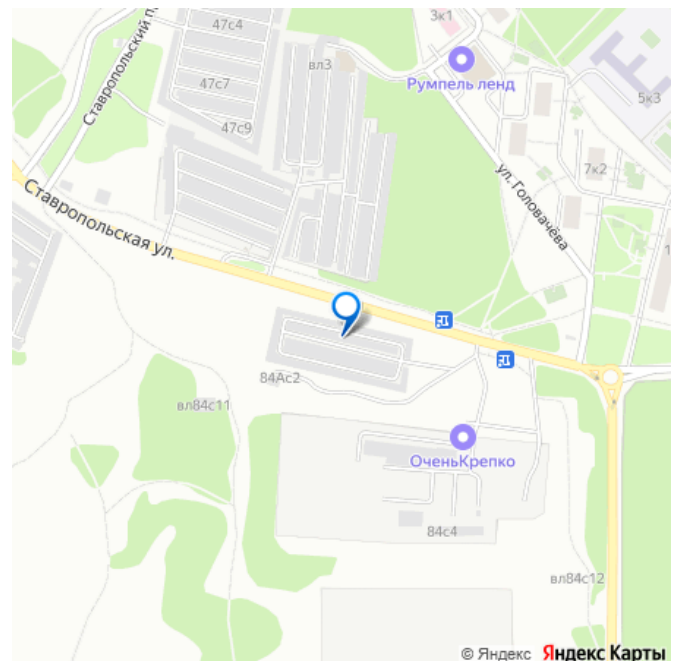 3к1
47с4
Ставропольский п
вл3
Румпель ленд
47с7
5к3
47с9
7к2
ул. Головачёва
Ставропольская ул.
1
84Ас2
вл84с11
ОченьКрепко
84с4
вл84с12
© Яндекс Яндекс Карты